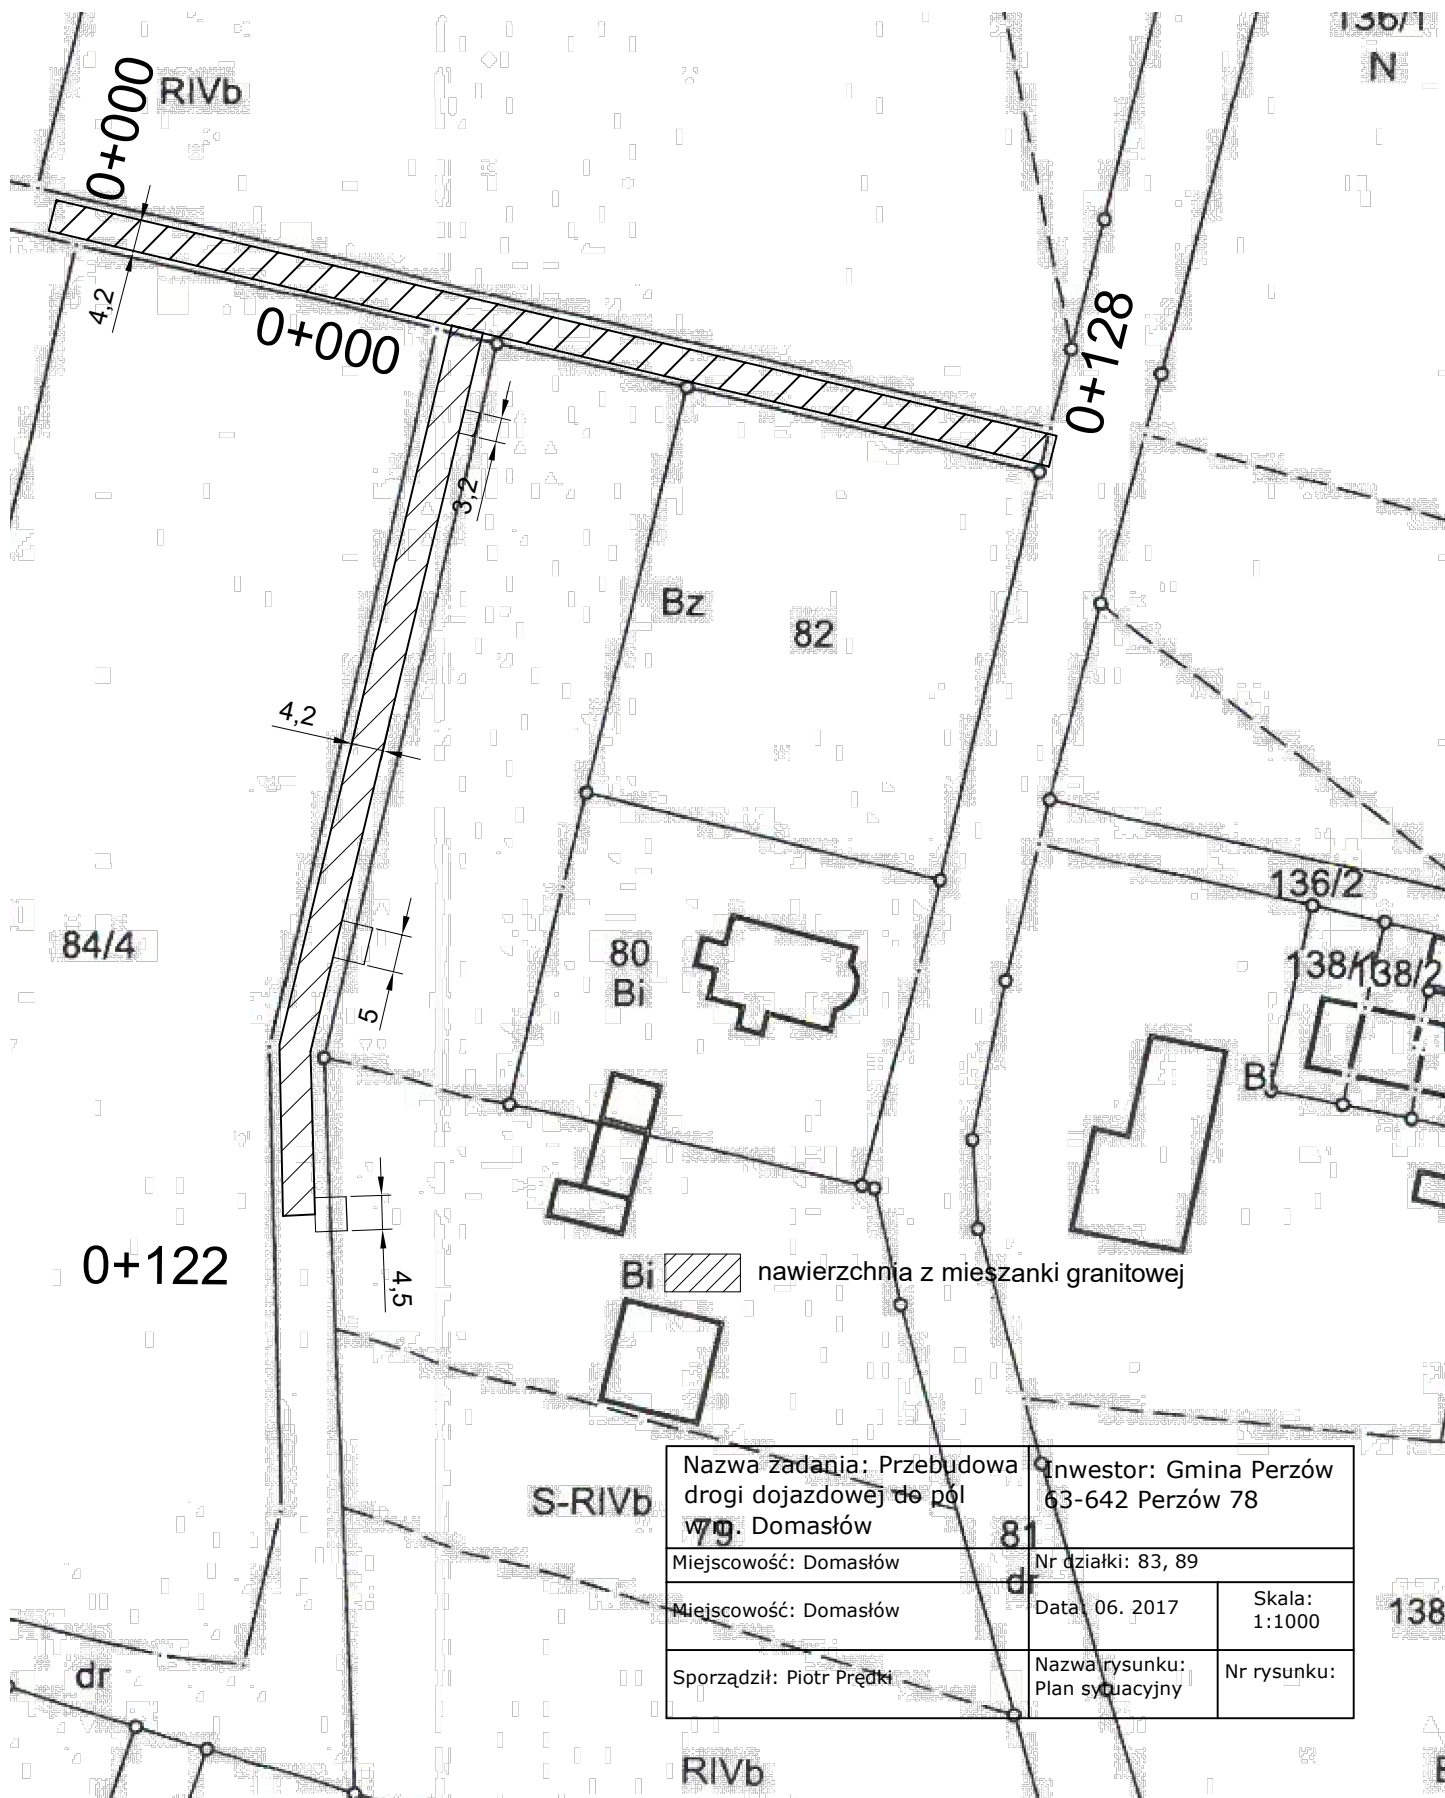 136/1
N
RIVb
0+000
4,2
0+000
0+128
3,2
Bz
82
4,2
136/2
84/4
80
Bi
138/1
138/2
5
Bi
0+122
4,5
Bi
nawierzchnia z mieszanki granitowej
S-RIVb
79
81
dr
Nazwa zadania: Przebudowa
drogi dojazdowej do pól
w m. Domasłów
Inwestor: Gmina Perzów
63-642 Perzów 78
Miejscowość: Domasłów
Nr działki: 83, 89
Miejscowość: Domasłów
Data: 06. 2017
Skala:
1:1000
138
Sporządził: Piotr Prędki
Nazwa rysunku:
Plan sytuacyjny
Nr rysunku:
dr
RIVb